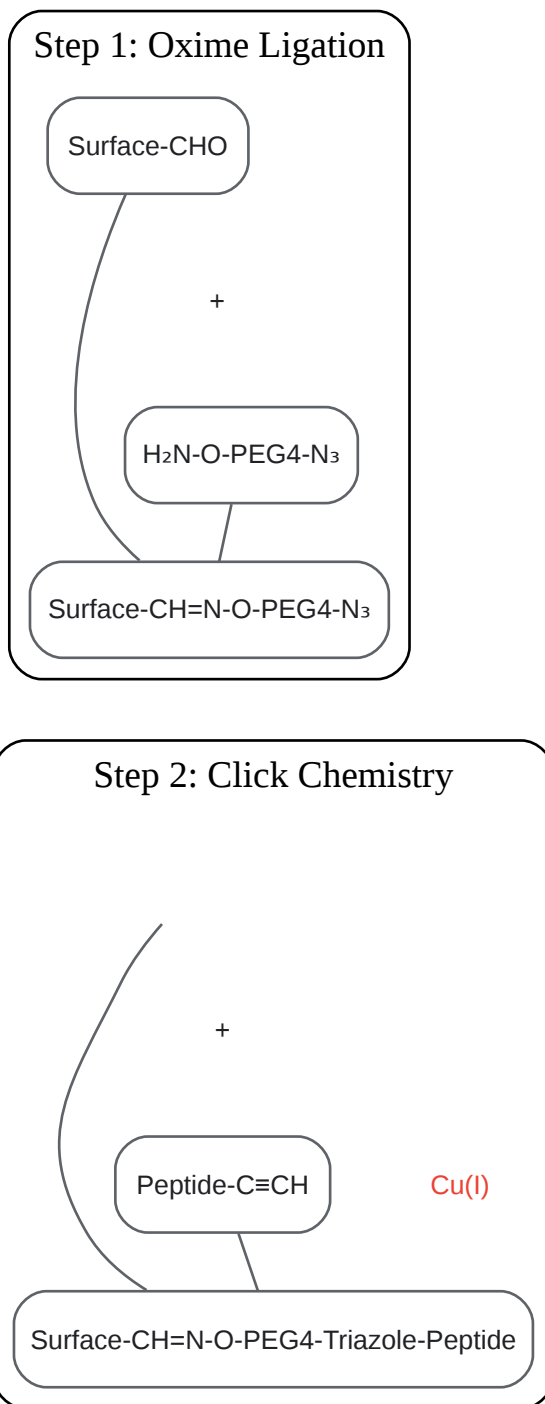 Step 1: Oxime Ligation
Surface-CHO
+
H₂N-O-PEG4-N₃
Surface-CH=N-O-PEG4-N₃
Step 2: Click Chemistry
+
Peptide-C≡CH
Cu(I)
Surface-CH=N-O-PEG4-Triazole-Peptide